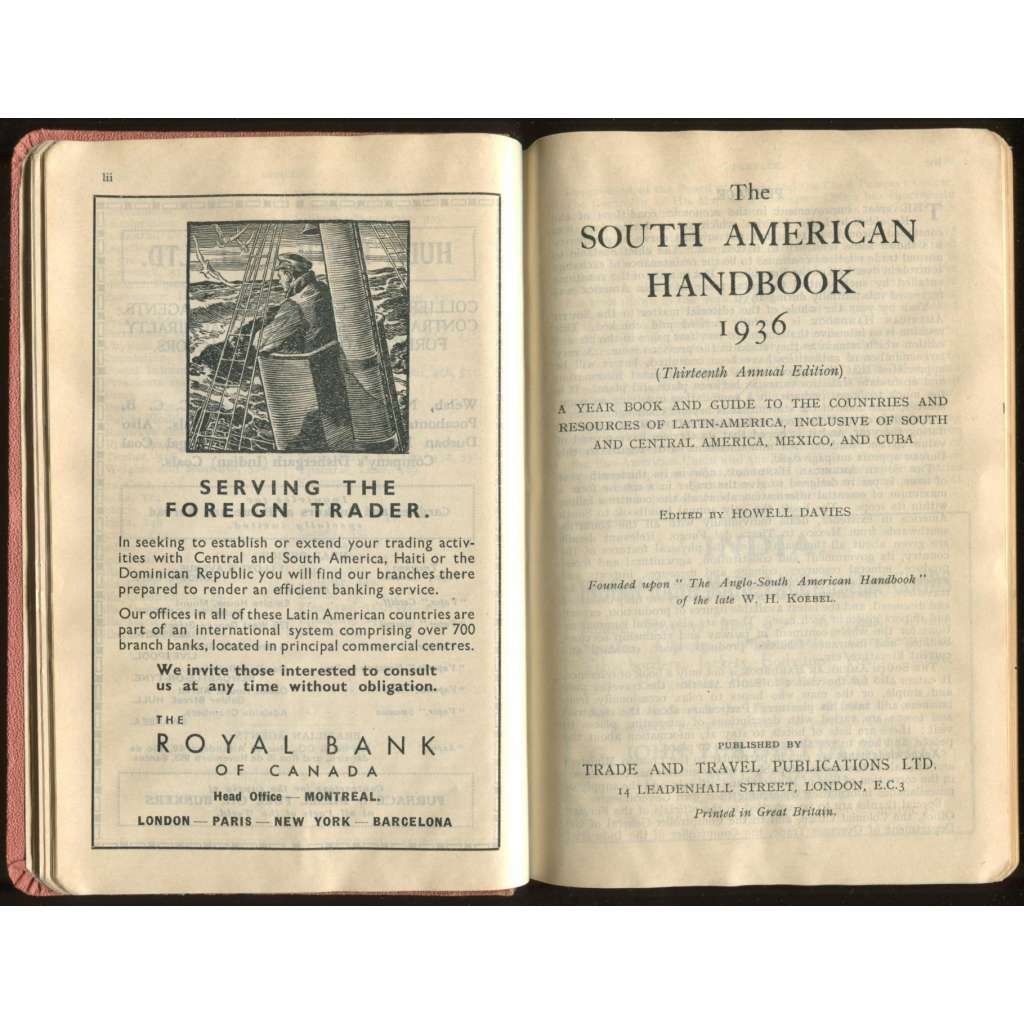 lii
SERVING THE
FOREIGN TRADER.
In seeking to establish or extend your trading activ-
ities with Central and South America, Haiti or the
Dominican Republic you will find our branches there
prepared to render an efficient banking service.
Our offices in all of these Latin American countries are
part of an international system comprising over 700
branch banks, located in principal commercial centres.
We invite those interested to consult
us at any time without obligation.
THE
ROYAL BANK
OF CANADA
Head Office — MONTREAL.
LONDON — PARIS — NEW YORK — BARCELONA
The
SOUTH AMERICAN
HANDBOOK
1936
(Thirteenth Annual Edition)
A YEAR BOOK AND GUIDE TO THE COUNTRIES AND
RESOURCES OF LATIN-AMERICA, INCLUSIVE OF SOUTH
AND CENTRAL AMERICA, MEXICO, AND CUBA
EDITED BY HOWELL DAVIES
Founded upon " The Anglo-South American Handbook "
of the late W. H. KOEBEL.
PUBLISHED BY
TRADE AND TRAVEL PUBLICATIONS LTD.
14 LEADENHALL STREET, LONDON, E.C.3
Printed in Great Britain.